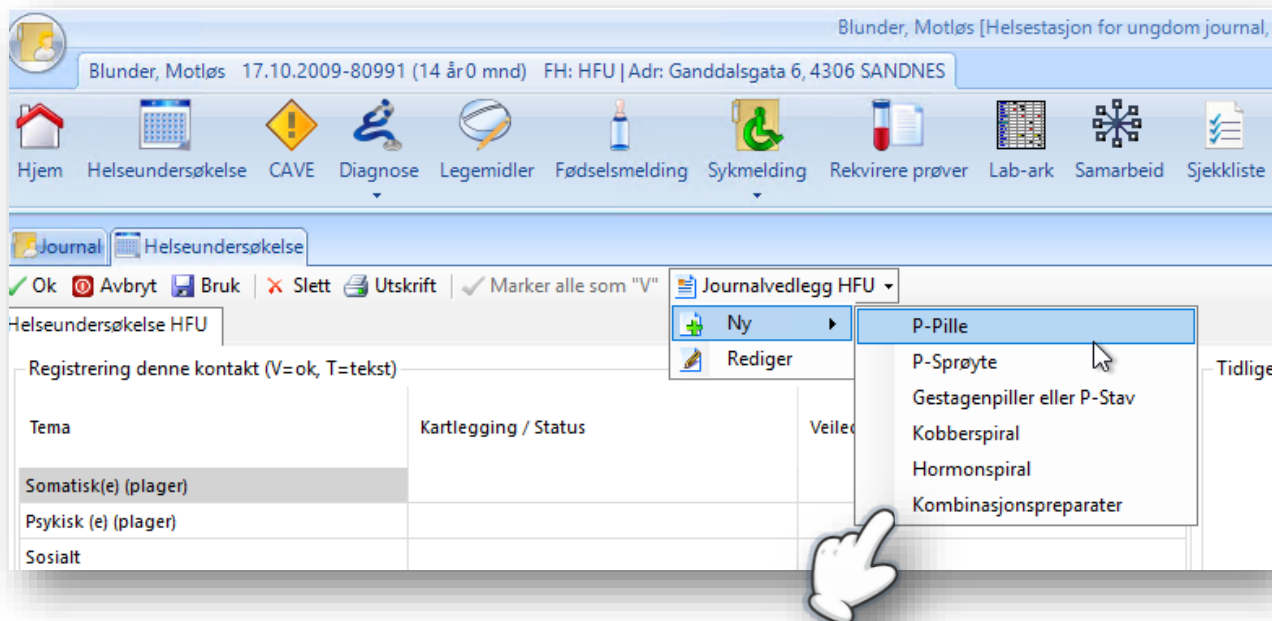 Blunder, Motløs [Helsestasjon for ungdom journal,
Blunder, Motløs 17.10.2009-80991 (14 år 0 mnd) FH: HFU | Adr: Ganddalsgata 6, 4306 SANDNES
Hjem Helseundersøkelse CAVE Diagnose Legemidler Fødselsmelding Sykmelding Rekvirere prøver Lab-ark Samarbeid Sjekkliste
Journal Helseundersøkelse
Ok Avbryt Bruk Slett Utskrift Marker alle som "V" Journalvedlegg HFU
Helseundersøkelse HFU Ny P-Pille
Registrering denne kontakt (V=ok, T=tekst) Rediger P-Sprøyte Tidlige
Gestagenpiller eller P-Stav
Tema Kartlegging / Status Veiled Kobberspiral
Hormonspiral
Somatisk(e) (plager) Kombinasjonspreparater
Psykisk (e) (plager)
Sosialt